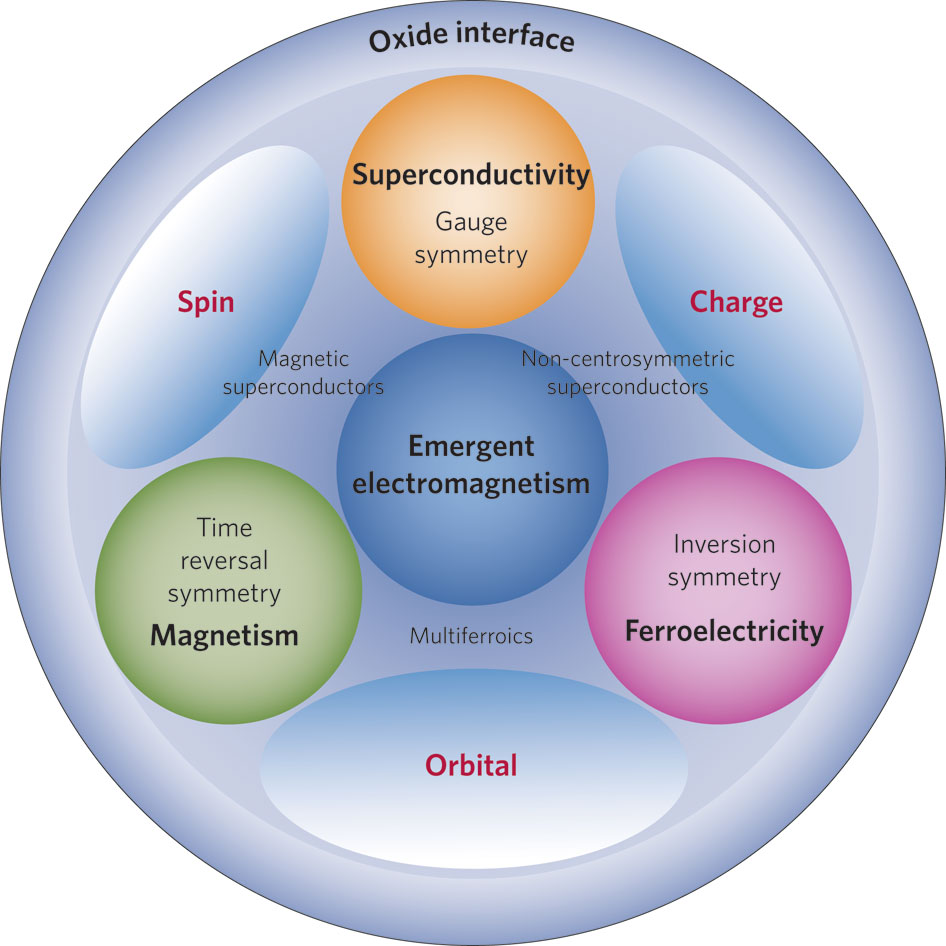 Oxide interface
Superconductivity
Gauge
symmetry
Spin
Charge
Magnetic
superconductors
Non-centrosymmetric
superconductors
Emergent
electromagnetism
Time
reversal
symmetry
Magnetism
Inversion
symmetry
Ferroelectricity
Multiferroics
Orbital